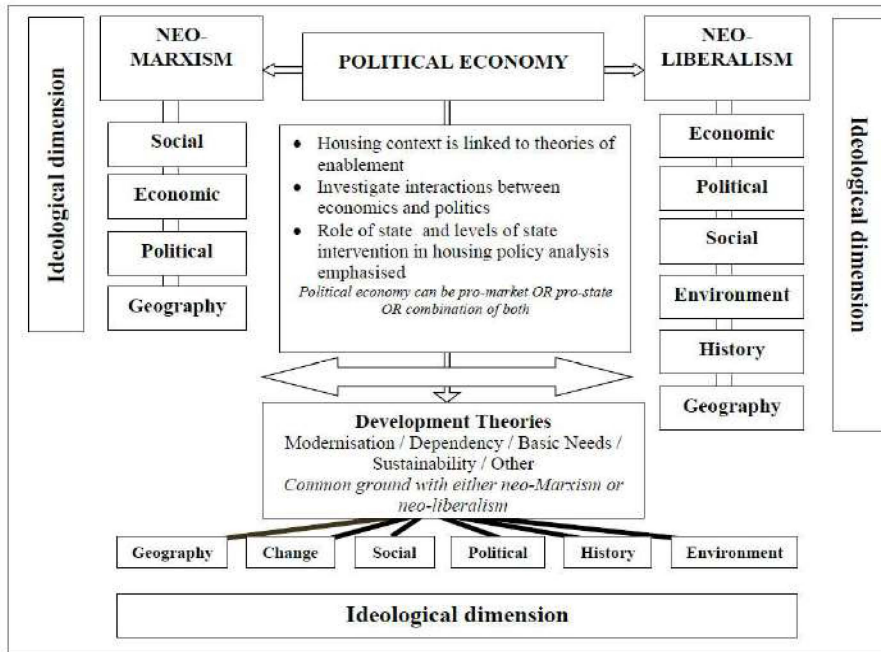 Ideological dimension
NEO-
MARXISM
Social
Economic
Political
Geography
POLITICAL ECONOMY
• Housing context is linked to theories of
enablement
• Investigate interactions between
economics and politics
• Role of state and levels of state
intervention in housing policy analysis
emphasised
Political economy can be pro-market OR pro-state
OR combination of both
NEO-
LIBERALISM
Economic
Political
Social
Environment
History
Geography
Ideological dimension
Development Theories
Modernisation / Dependency / Basic Needs /
Sustainability / Other
Common ground with either neo-Marxism or
neo-liberalism
Geography
Change
Social
Political
History
Environment
Ideological dimension